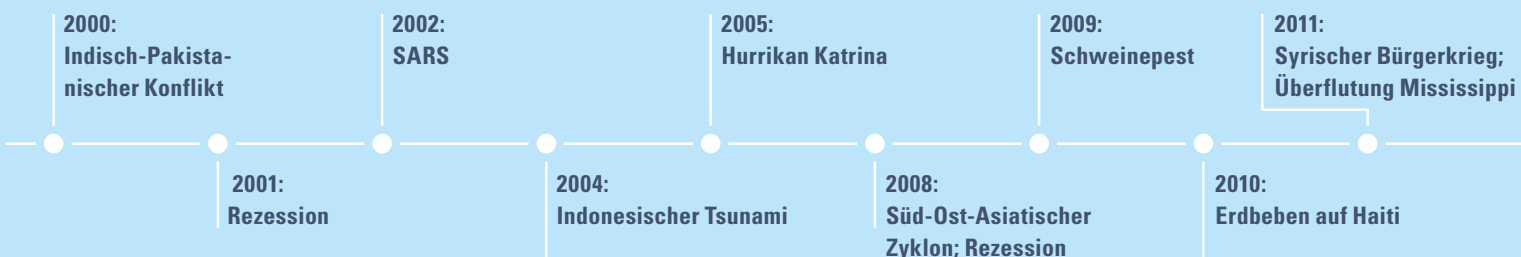 2000:
Indisch-Pakista-
nischer Konflikt
2001:
Rezession
2002:
SARS
2004:
Indonesischer Tsunami
2005:
Hurrikan Katrina
2008:
Süd-Ost-Asiatischer
Zyklon; Rezession
2009:
Schweinepest
2010:
Erdbeben auf Haiti
2011:
Syrischer Bürgerkrieg;
Überflutung Mississippi